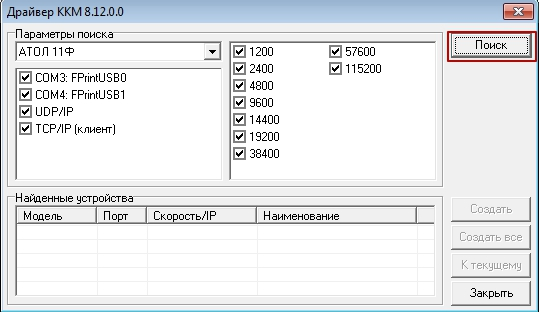 Драйвер ККМ 8.12.0.0
Параметры поиска
АТОЛ 11Ф
COM3: FPrintUSB0
COM4: FPrintUSB1
UDP/IP
TCP/IP (клиент)
1200
2400
4800
9600
14400
19200
38400
57600
115200
Поиск
Найденные устройства
Модель Порт Скорость/IP Наименование
Создать
Создать все
К текущему
Закрыть